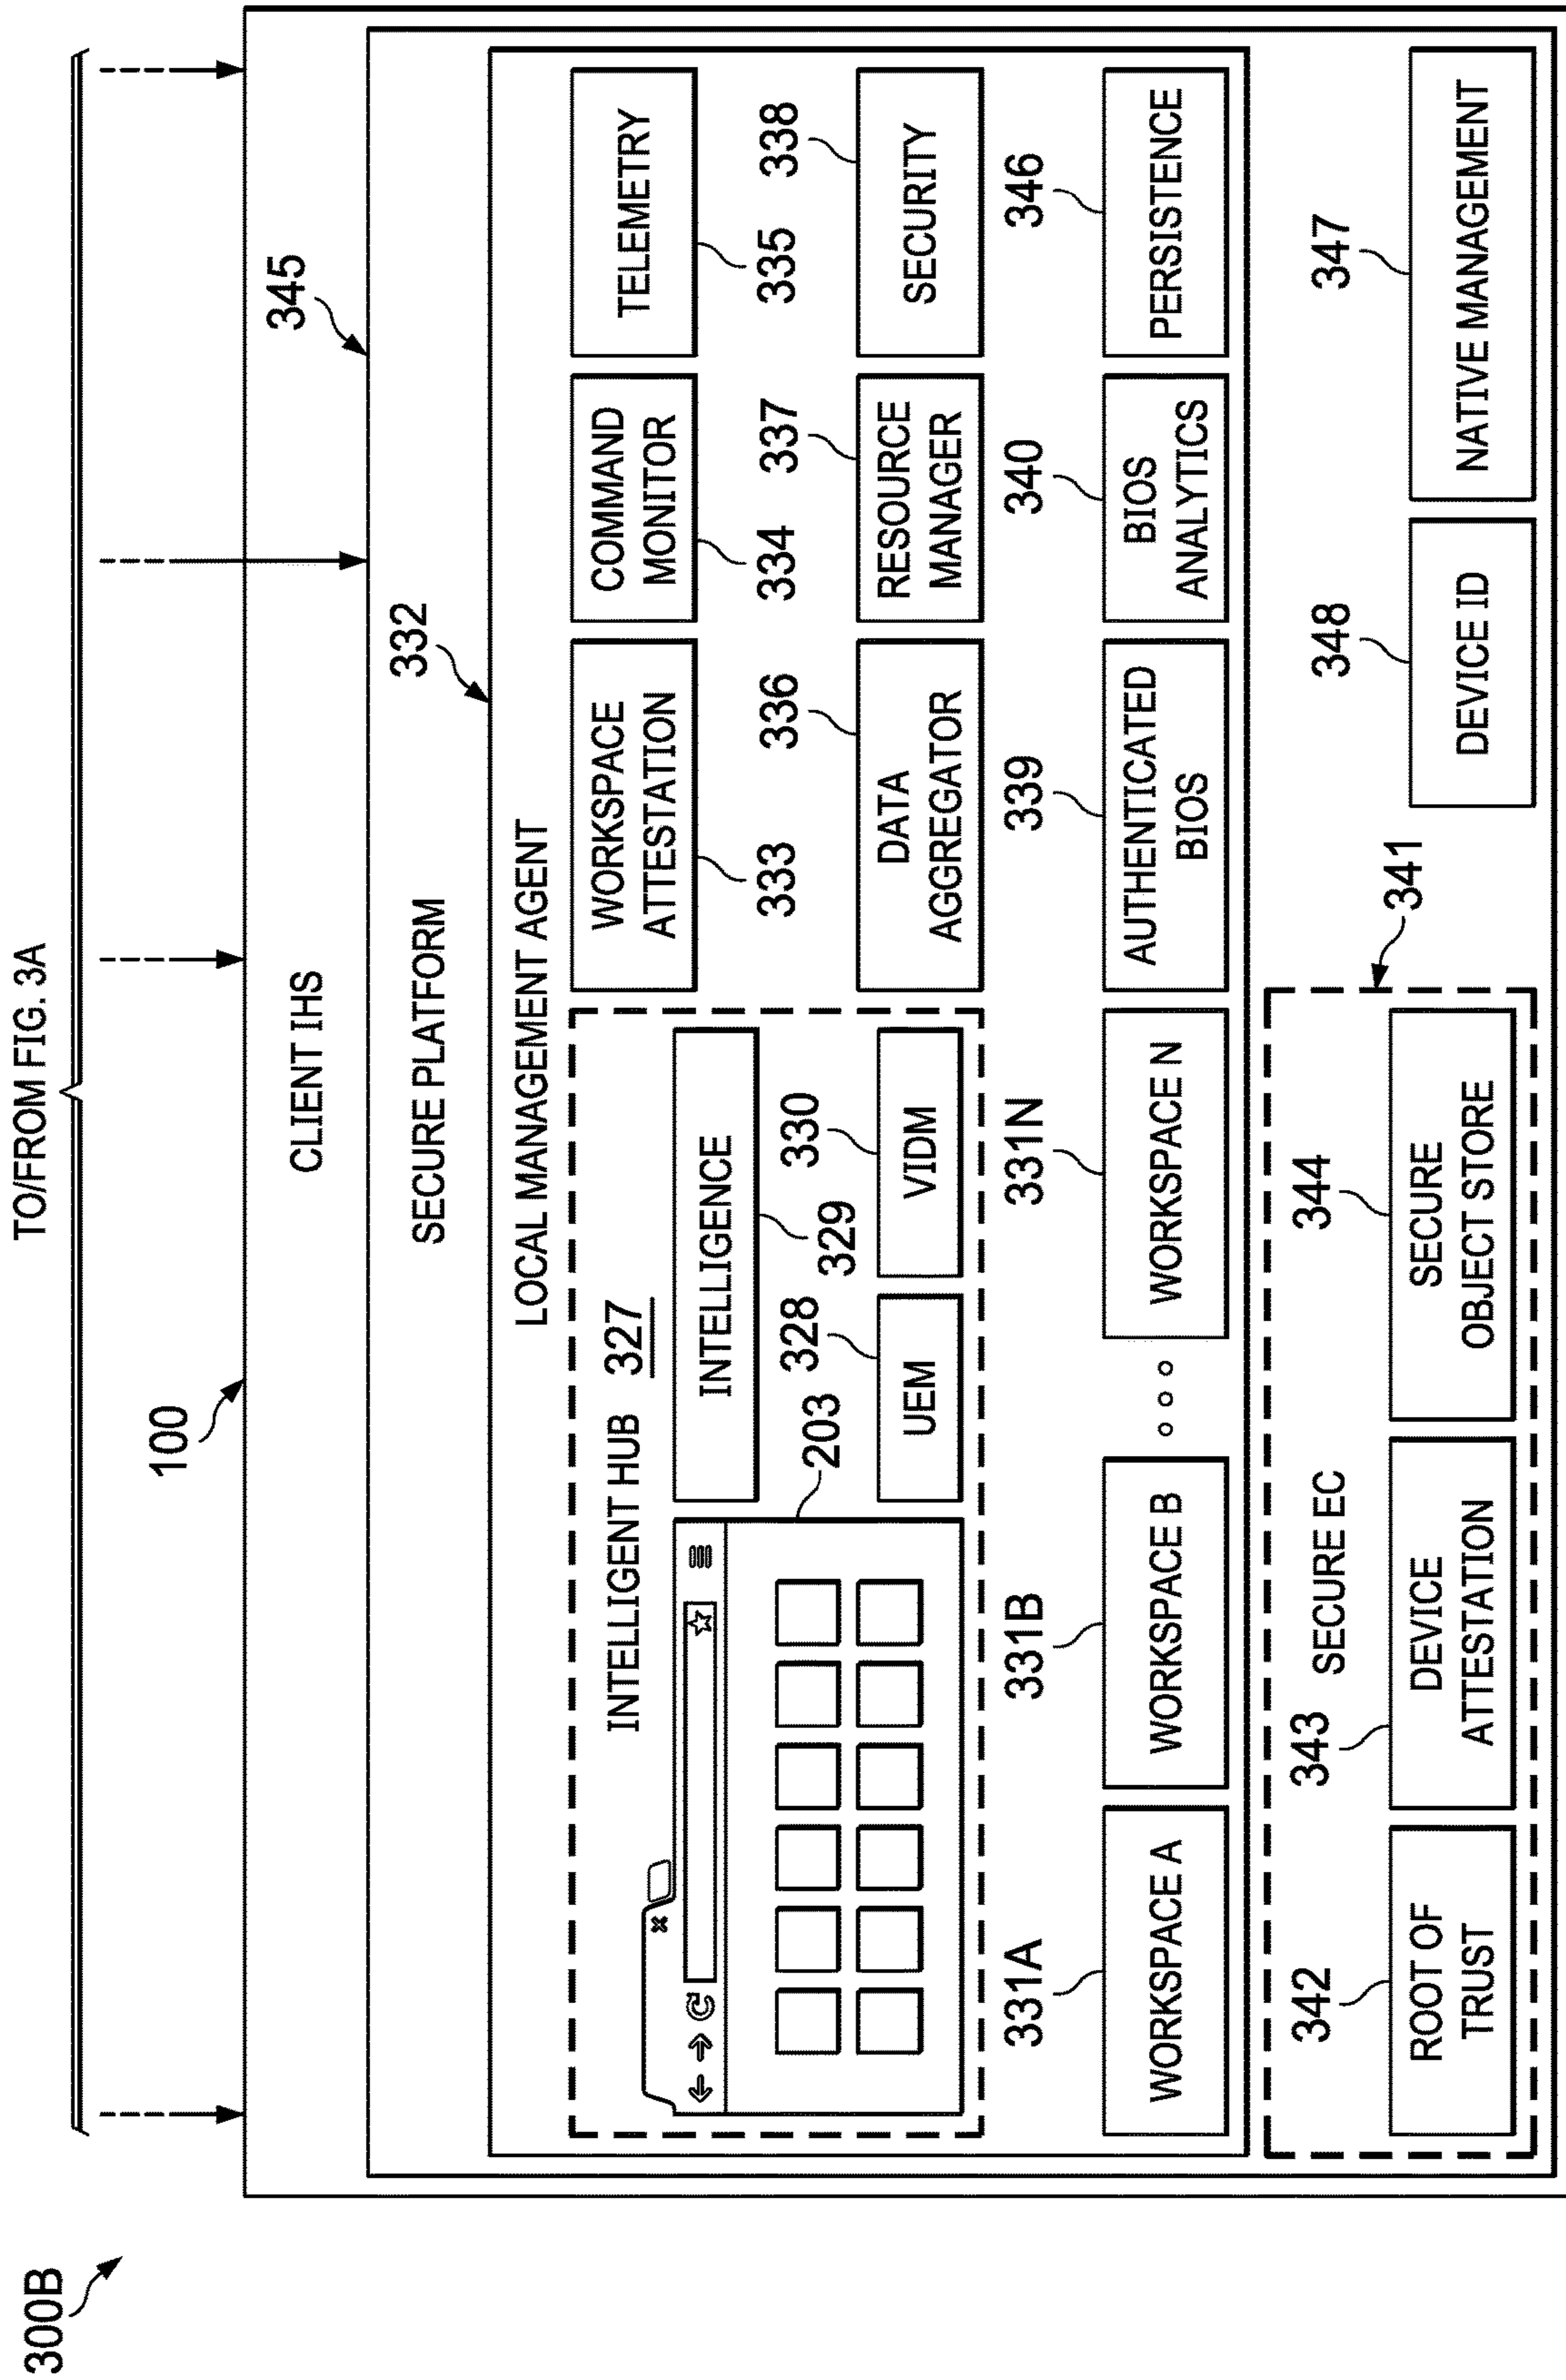 300B
TO/FROM FIG. 3A
100
CLIENT IHS
345
SECURE PLATFORM
332
LOCAL MANAGEMENT AGENT
INTELLIGENT HUB 327
203
INTELLIGENCE
329
328
UEM
330
VIDM
WORKSPACE
ATTESTATION
333
COMMAND
MONITOR
334
TELEMETRY
335
336
DATA
AGGREGATOR
337
RESOURCE
MANAGER
338
SECURITY
331A
WORKSPACE A
331B
WORKSPACE B
331N
WORKSPACE N
339
AUTHENTICATED
BIOS
340
BIOS
ANALYTICS
346
PERSISTENCE
341
SECURE EC
342
ROOT OF
TRUST
343
DEVICE
ATTESTATION
344
SECURE
OBJECT STORE
348
DEVICE ID
347
NATIVE MANAGEMENT